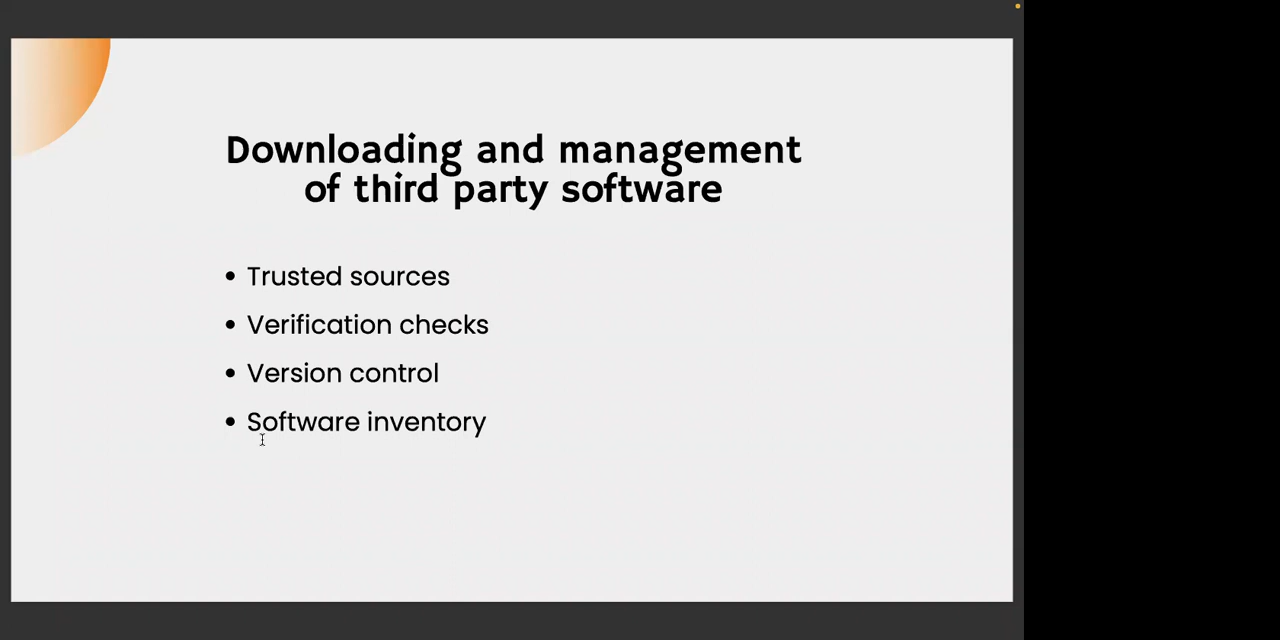 Downloading and management
of third party software
• Trusted sources
• Verification checks
• Version control
• Software inventory